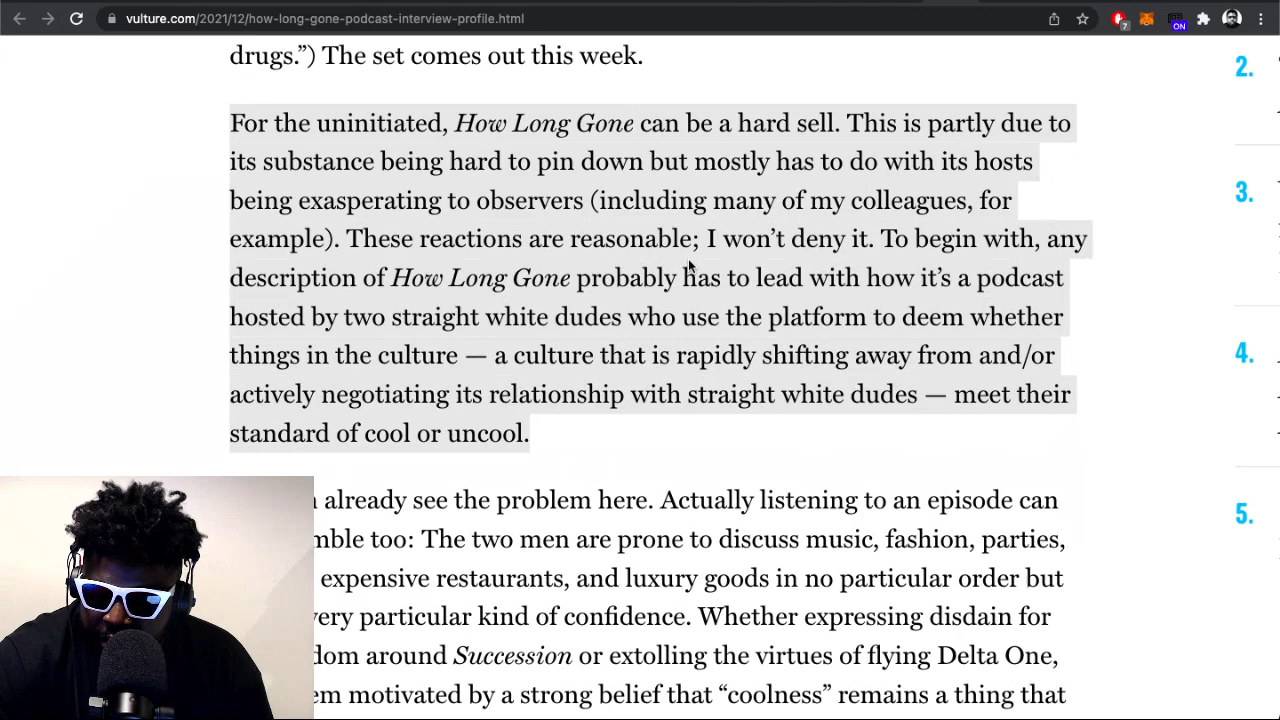 vulture.com/2021/12/how-long-gone-podcast-interview-profile.html
7
ON
drugs.”) The set comes out this week.
For the uninitiated, How Long Gone can be a hard sell. This is partly due to
its substance being hard to pin down but mostly has to do with its hosts
being exasperating to observers (including many of my colleagues, for
example). These reactions are reasonable; I won’t deny it. To begin with, any
description of How Long Gone probably has to lead with how it’s a podcast
hosted by two straight white dudes who use the platform to deem whether
things in the culture — a culture that is rapidly shifting away from and/or
actively negotiating its relationship with straight white dudes — meet their
standard of cool or uncool.
already see the problem here. Actually listening to an episode can
too: The two men are prone to discuss music, fashion, parties,
expensive restaurants, and luxury goods in no particular order but
particular kind of confidence. Whether expressing disdain for
around Succession or extolling the virtues of flying Delta One,
motivated by a strong belief that “coolness” remains a thing that
2.
3.
4.
5.